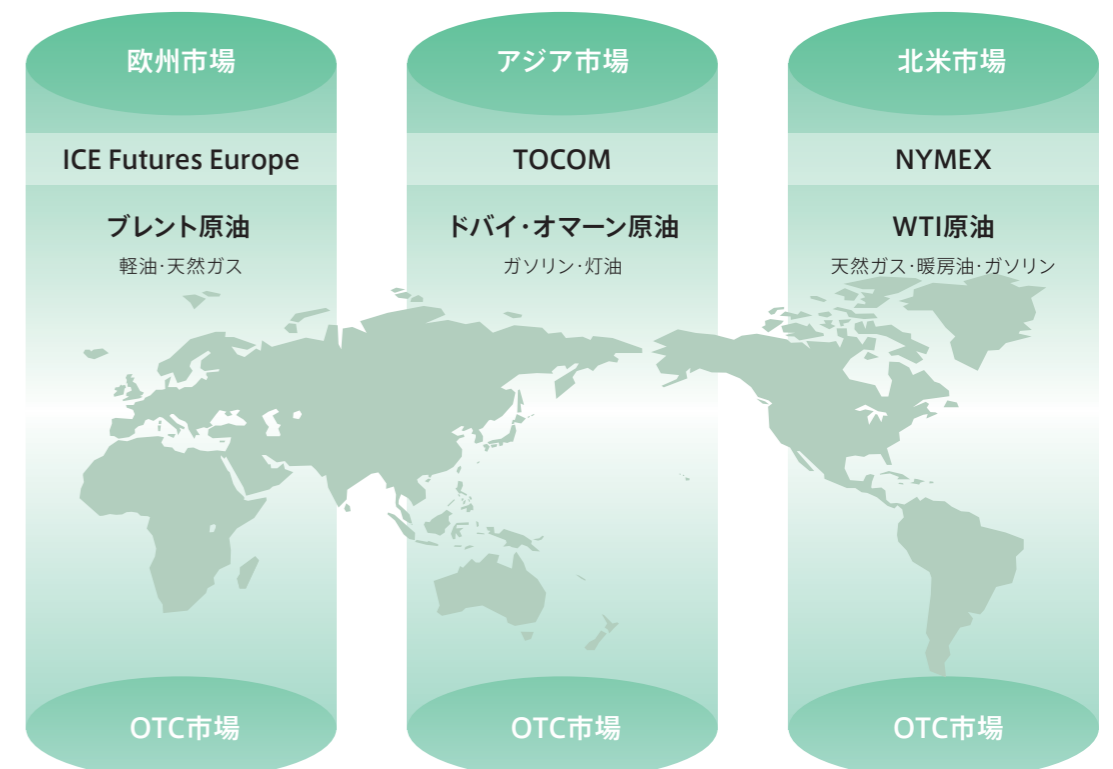 欧州市場
ICE Futures Europe
ブレント原油
軽油·天然ガス
OTC市場
アジア市場
TOCOM
ドバイ·オマーン原油
ガソリン·灯油
OTC市場
北米市場
NYMEX
WTI原油
天然ガス·暖房油·ガソリン
OTC市場